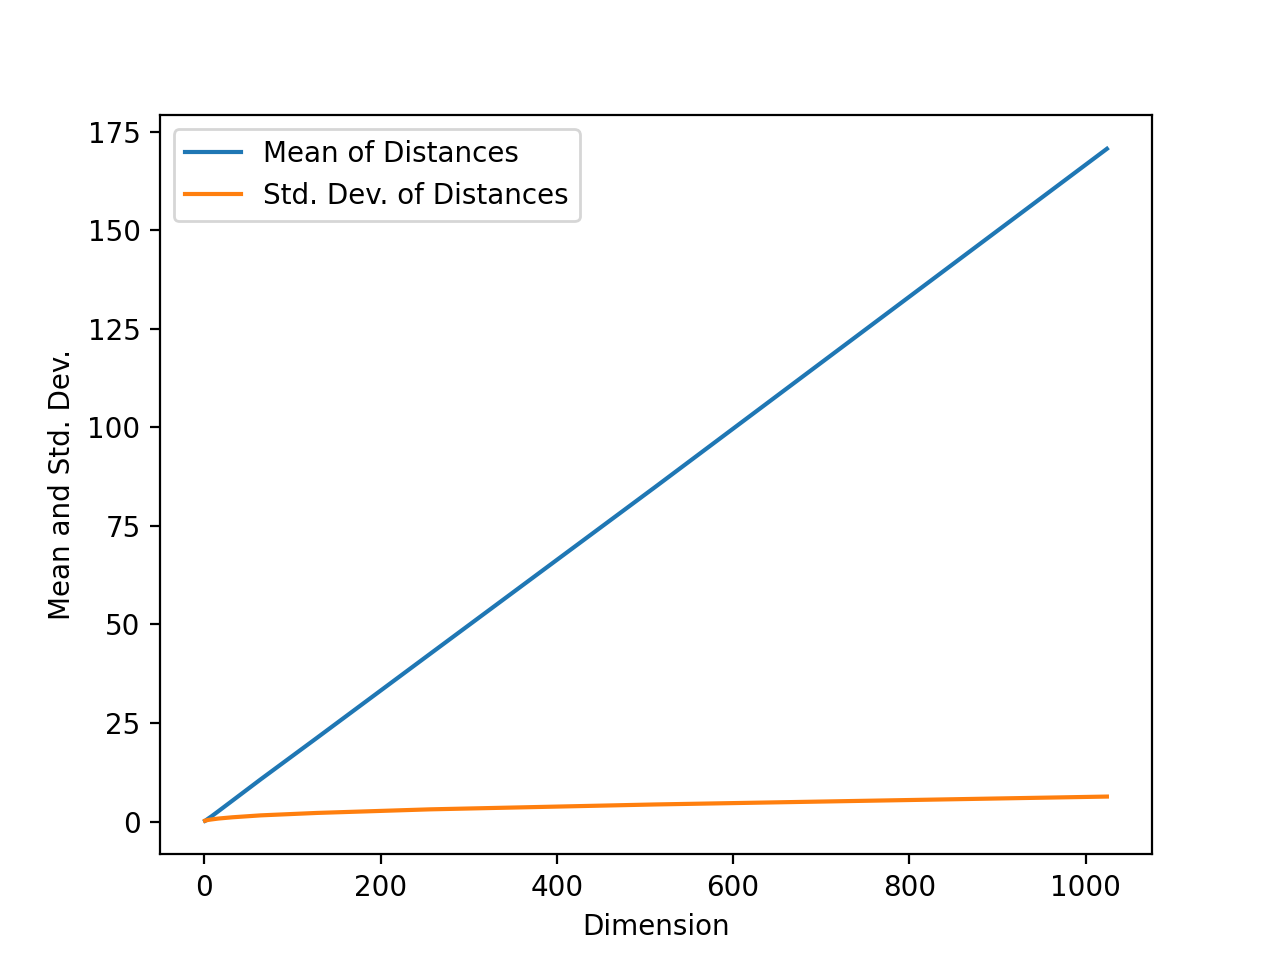 Mean of Distances
Std. Dev. of Distances
175
150
125
100
75
50
25
0
Mean and Std. Dev.
0 200 400 600 800 1000
Dimension